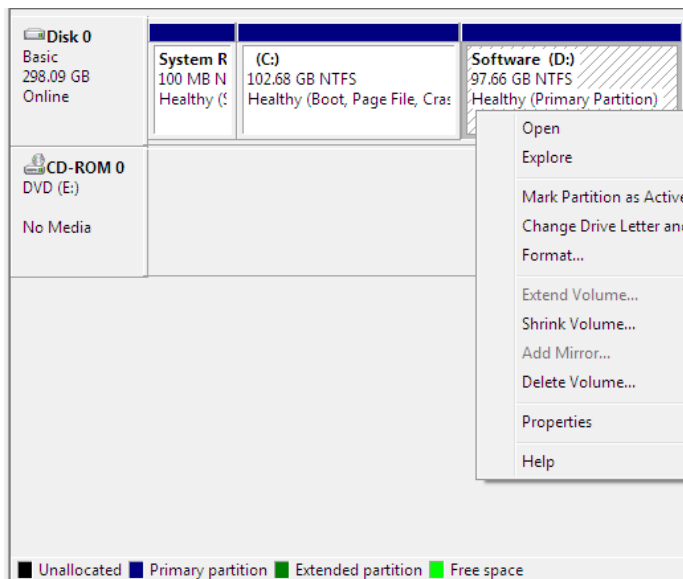 Disk 0
Basic
298.09 GB
Online
System R
100 MB N
Healthy (S
(C:)
102.68 GB NTFS
Healthy (Boot, Page File, Cras
Software (D:)
97.66 GB NTFS
Healthy (Primary Partition)
Open
Explore
Mark Partition as Active
Change Drive Letter and
Format...
Extend Volume...
Shrink Volume...
Add Mirror...
Delete Volume...
Properties
Help
CD-ROM 0
DVD (E:)
No Media
Unallocated Primary partition Extended partition Free space